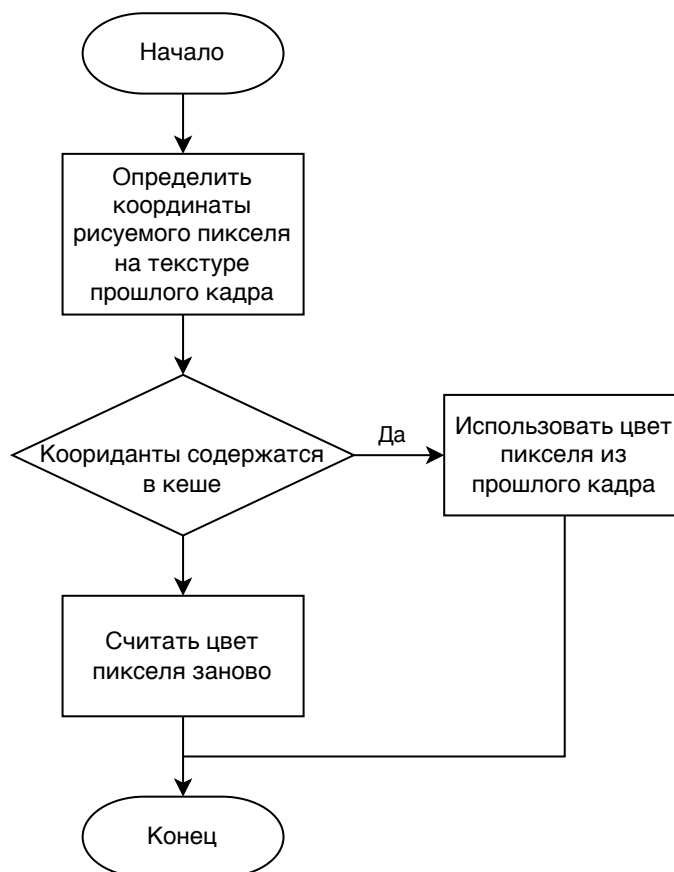 Начало
Определить
координаты
рисуемого пикселя
на текстуре
прошлого кадра
Коориданты содержатся
в кеше
Да
Использовать цвет
пикселя из
прошлого кадра
Считать цвет
пикселя заново
Конец